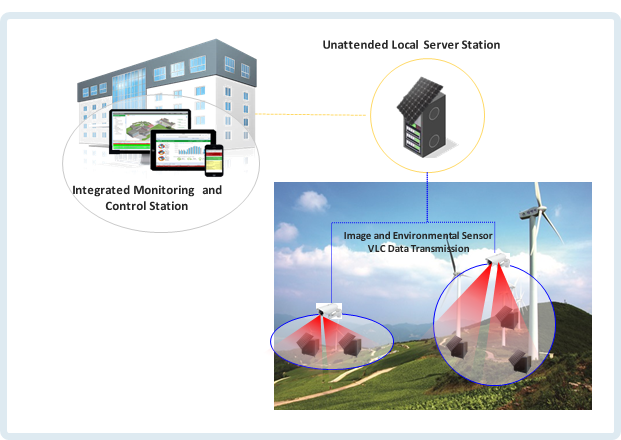 Unattended Local Server Station
Integrated Monitoring and
Control Station
Image and Environmental Sensor
VLC Data Transmission